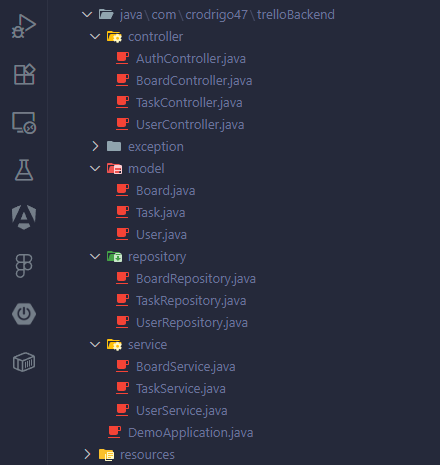 java\com\crodrigo47\trelloBackend
controller
AuthController.java
BoardController.java
TaskController.java
UserController.java
exception
model
Board.java
Task.java
User.java
repository
BoardRepository.java
TaskRepository.java
UserRepository.java
service
BoardService.java
TaskService.java
UserService.java
DemoApplication.java
resources